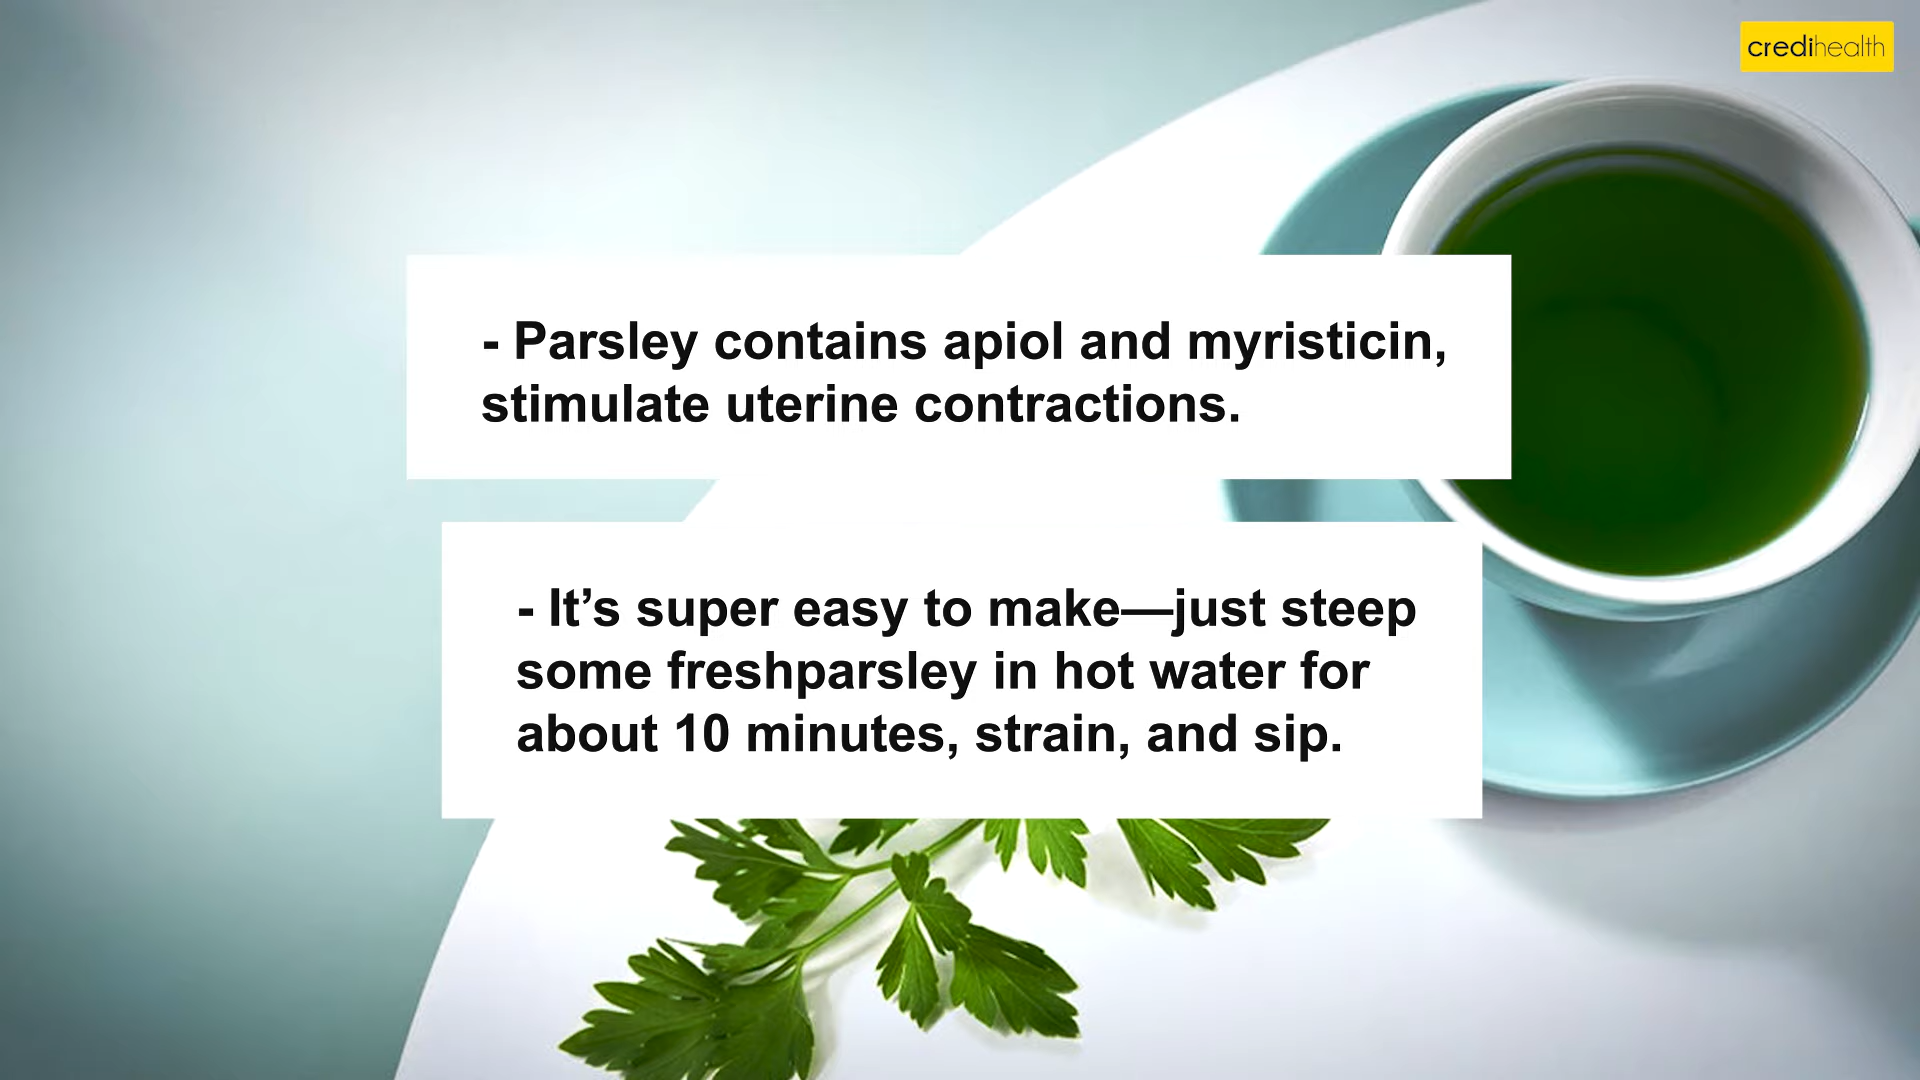 credihealth
- Parsley contains apiol and myristicin,
stimulate uterine contractions.
- It’s super easy to make—just steep
some freshparsley in hot water for
about 10 minutes, strain, and sip.